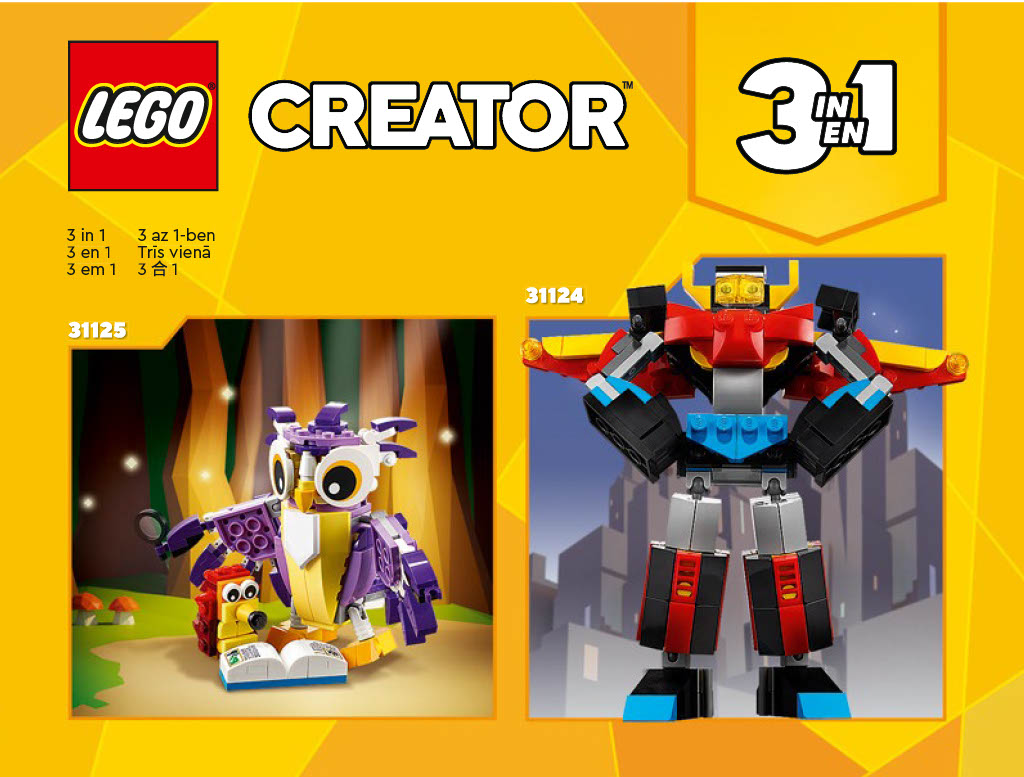 LEGO®
CREATOR™
3 IN EN 1
3 in 1
3 en 1
3 em 1
3 az 1-ben
Trīs vienā
3 合 1
31125
31124